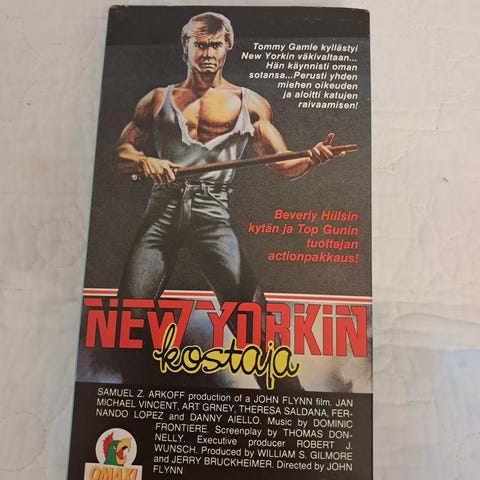 Tommy Gamle kyllästyi
New Yorkin väkivaltaan...
Hän käynnisti oman
sotansa...Perusti yhden
miehen oikeuden
ja aloitti katujen
raivaamisen!
Beverly Hillsin
kytän ja Top Gunin
tuottajan
actionpakkaus!
NEW YORKIN
kostaja
SAMUEL Z. ARKOFF production of a JOHN FLYNN film. JAN
MICHAEL VINCENT, ART GRNEY, THERESA SALDANA, FER-
NANDO LOPEZ and DANNY AIELLO. Music by DOMINIC
FRONTIERE. Screenplay by THOMAS DON-
NELLY. Executive producer ROBERT J.
WUNSCH. Produced by WILLIAM S. GILMORE
and JERRY BRUCKHEIMER. Directed by JOHN
FLYNN
OMAXI